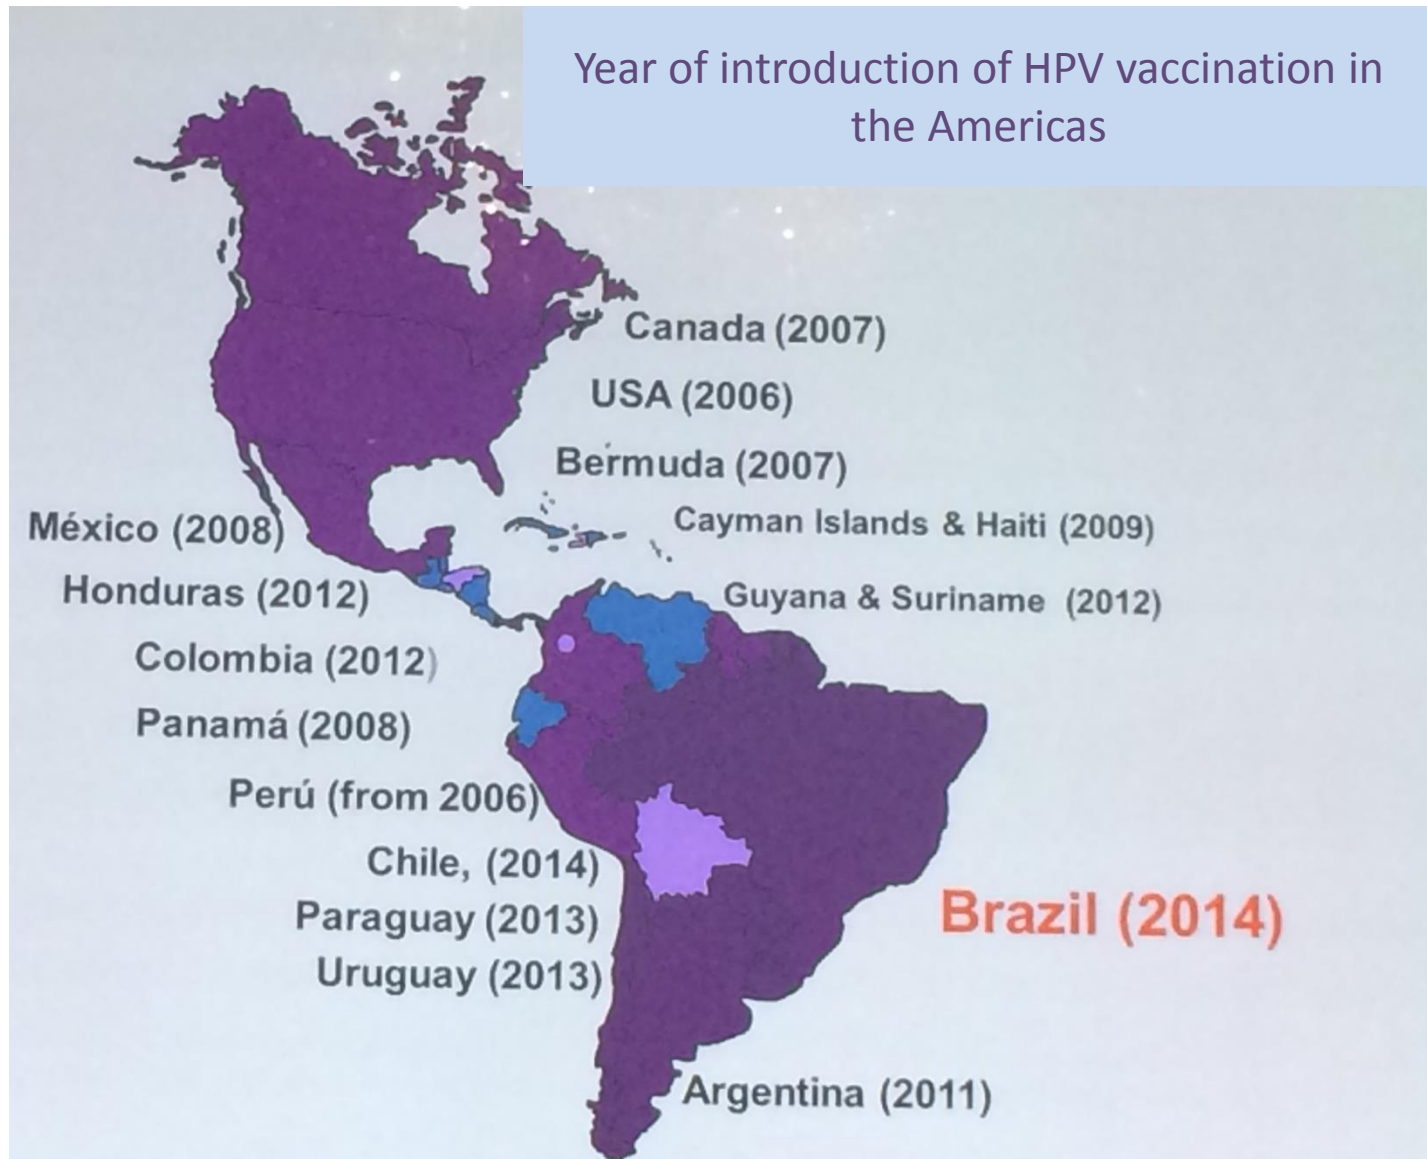 Year of introduction of HPV vaccination in
the Americas
Canada (2007)
USA (2006)
Bermuda (2007)
Cayman Islands & Haiti (2009)
México (2008)
Honduras (2012)
Guyana & Suriname (2012)
Colombia (2012)
Panamá (2008)
Perú (from 2006)
Chile, (2014)
Paraguay (2013)
Brazil (2014)
Uruguay (2013)
Argentina (2011)